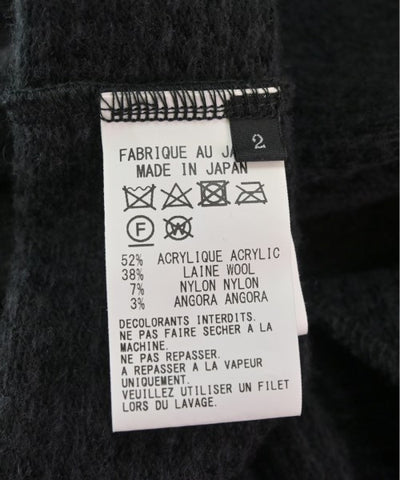 2
FABRIQUE AU JA
MADE IN JAPAN
F W
52% ACRYLIQUE ACRYLIC
38% LAINE WOOL
7% NYLON NYLON
3% ANGORA ANGORA
DECOLORANTS INTERDITS.
NE PAS FAIRE SECHER A LA
MACHINE.
NE PAS REPASSER.
A REPASSER A LA VAPEUR
UNIQUEMENT.
VEUILLEZ UTILISER UN FILET
LORS DU LAVAGE.